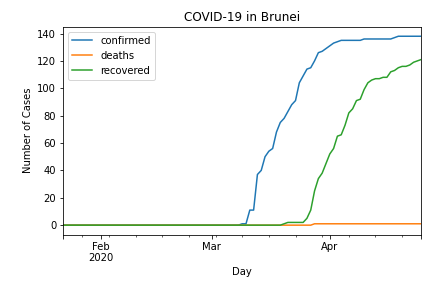 COVID-19 in Brunei
confirmed
deaths
recovered
Number of Cases
140
120
100
80
60
40
20
0
Feb
2020
Mar
Apr
Day